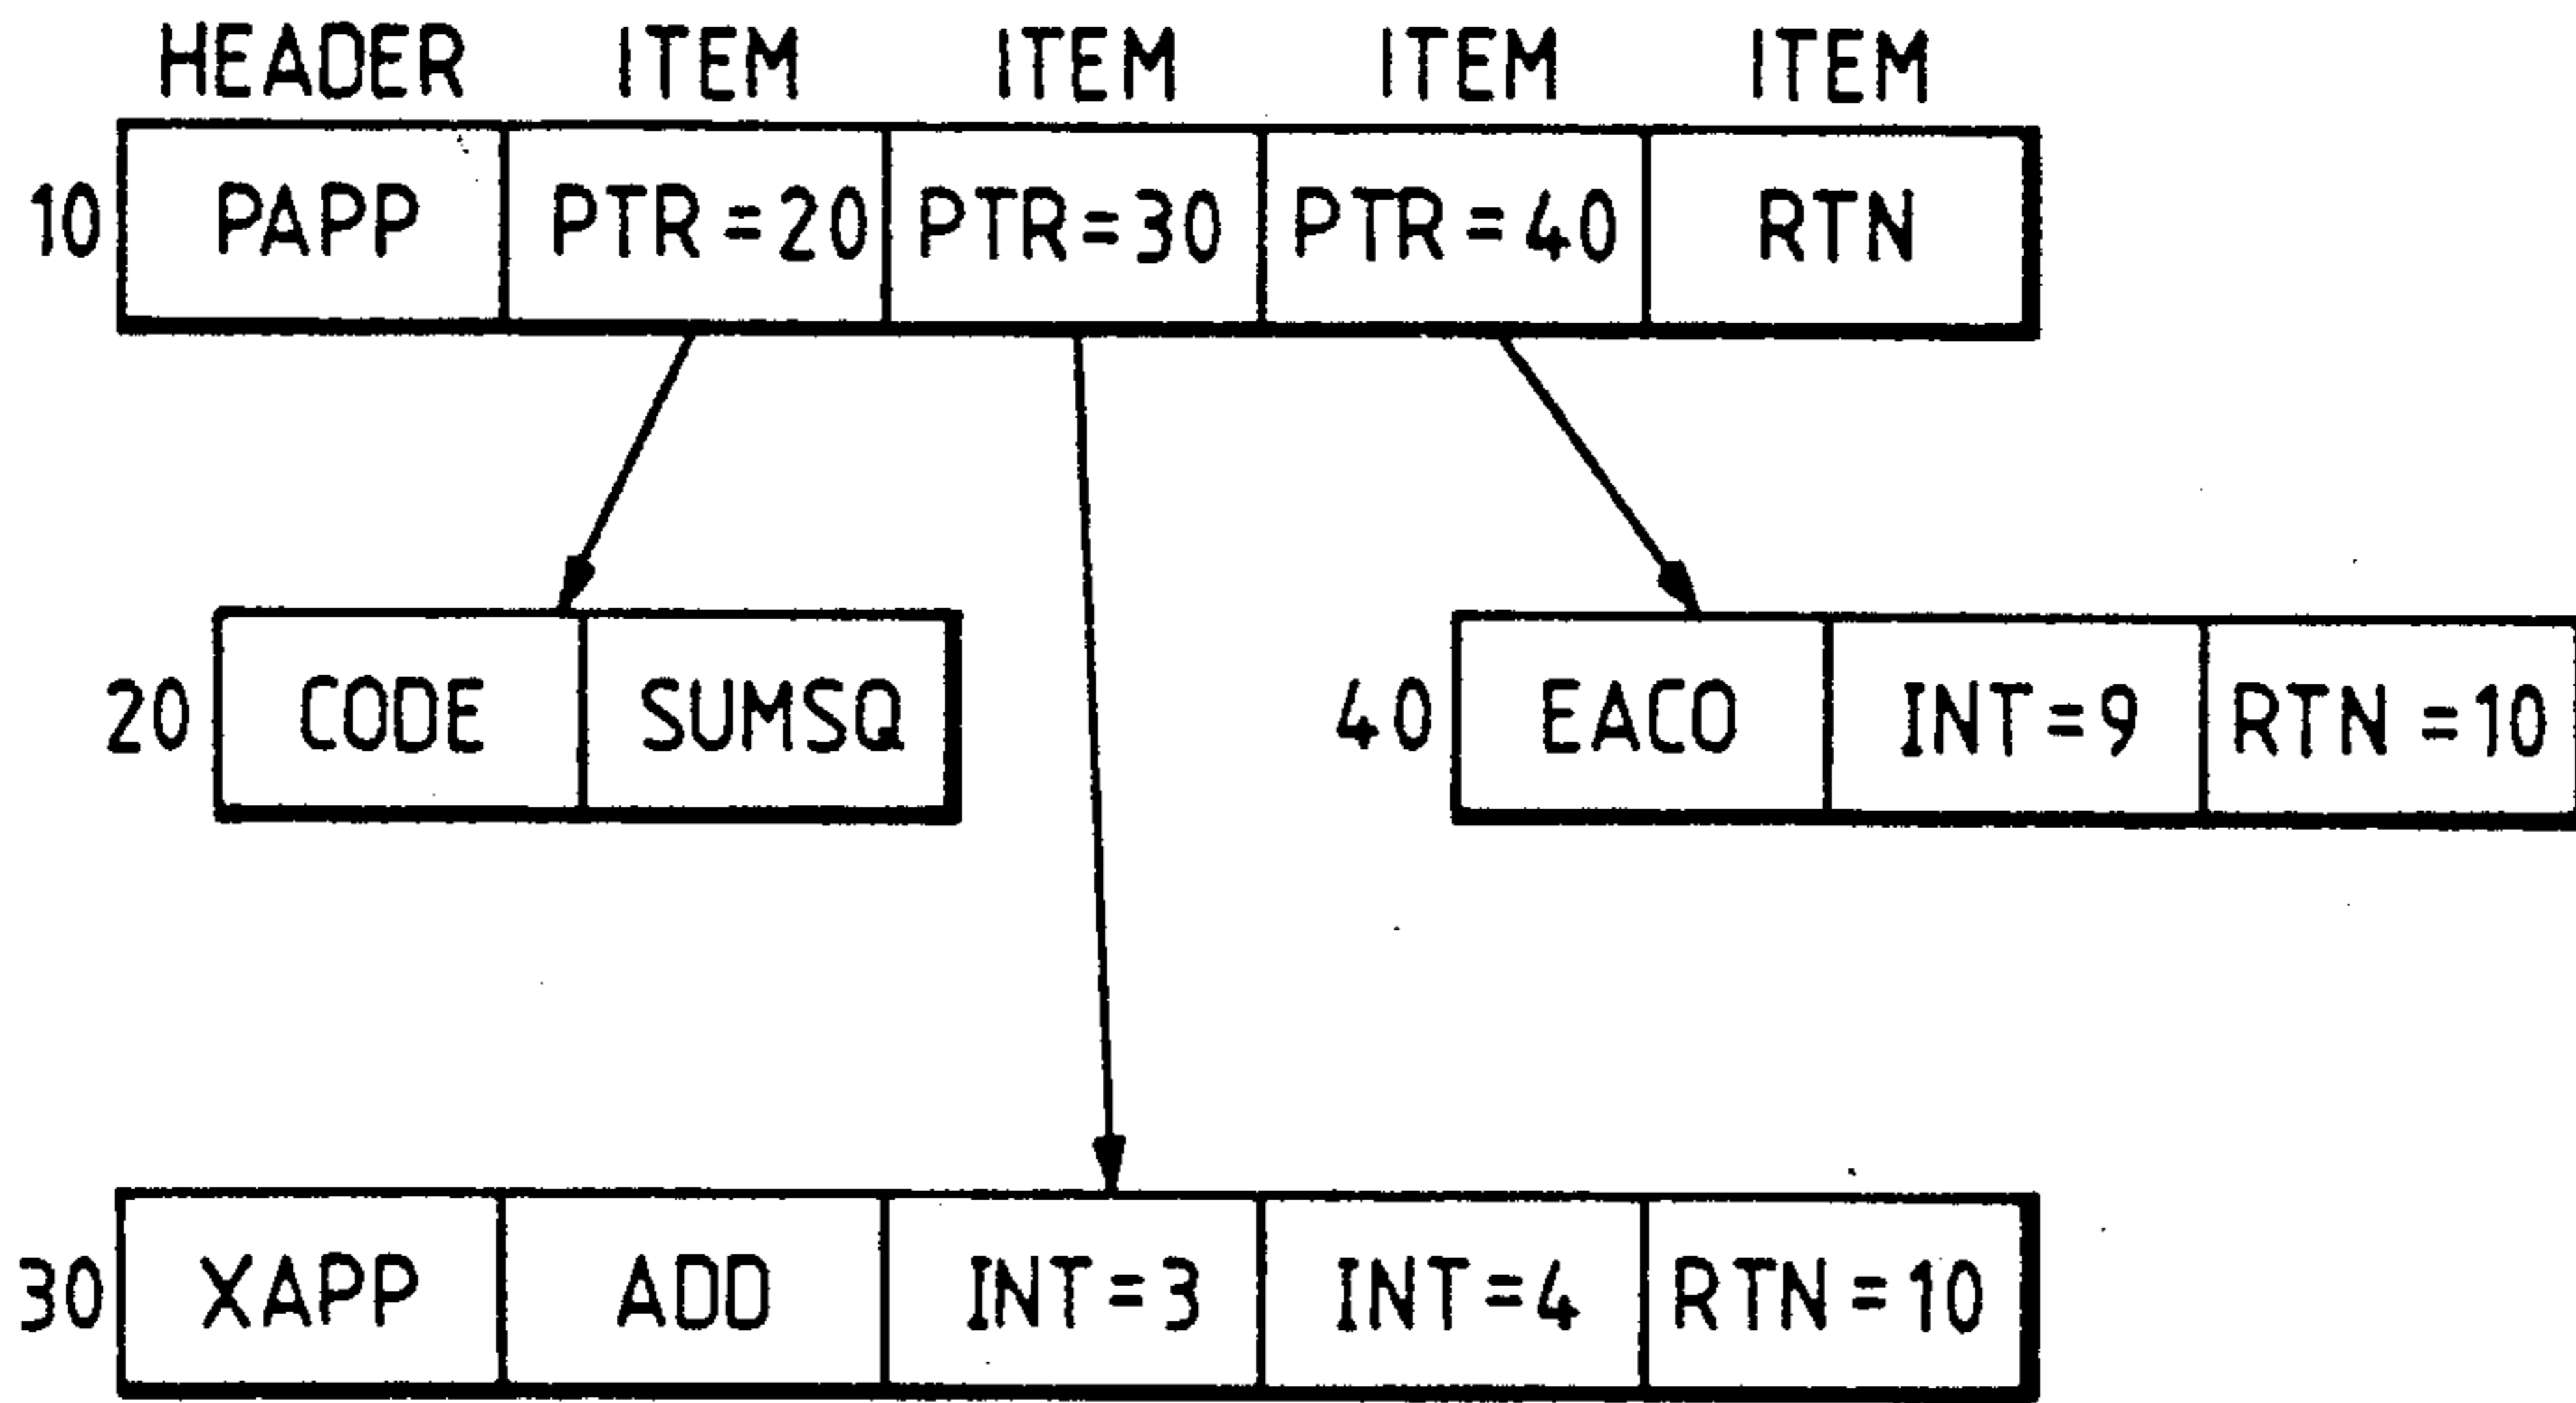 HEADER ITEM ITEM ITEM ITEM
10 PAPP PTR=20 PTR=30 PTR=40 RTN
20 CODE SUMSQ 40 EACO INT=9 RTN=10
30 XAPP ADD INT=3 INT=4 RTN=10